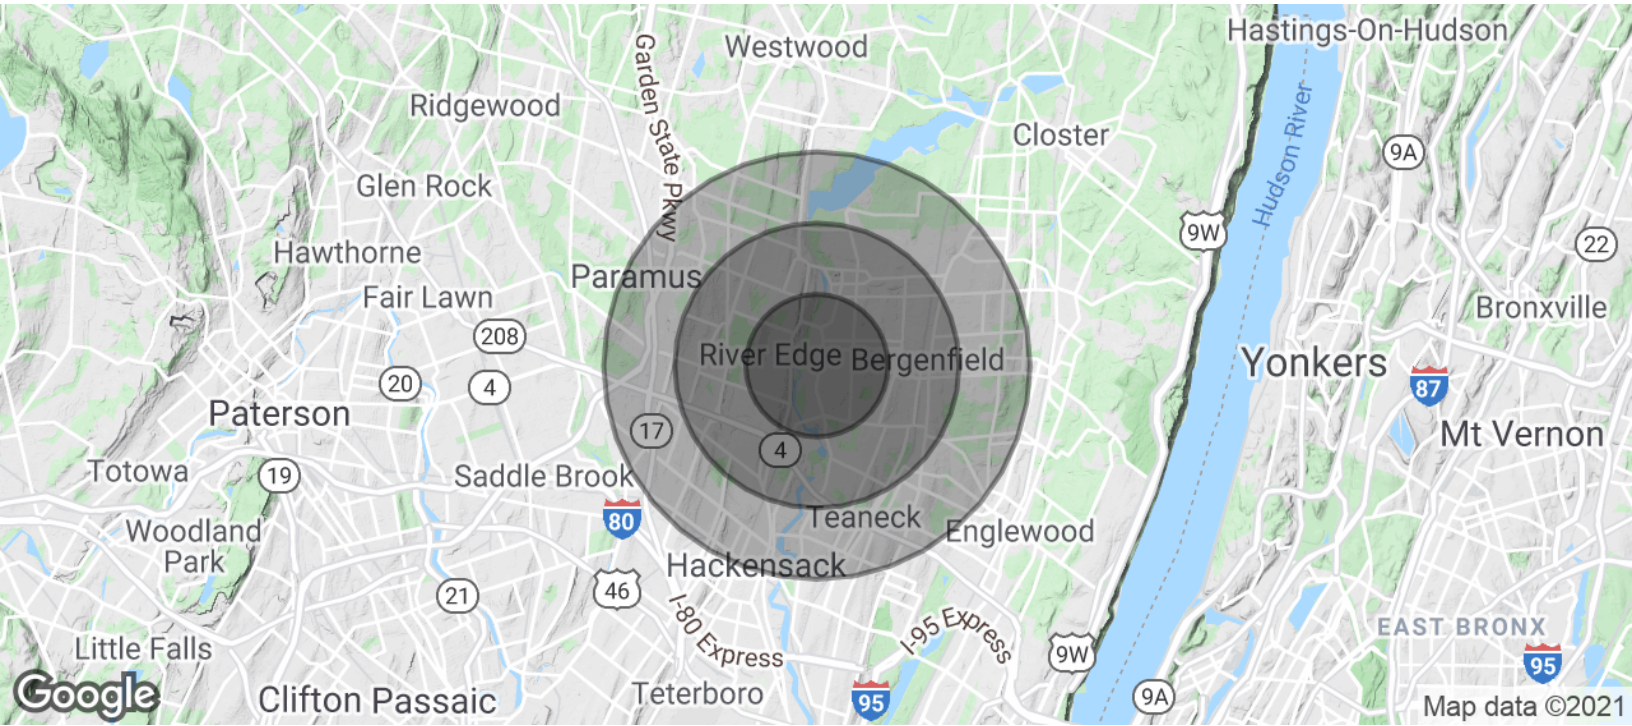 Hastings-On-Hudson
Westwood
Garden State Pkwy
Ridgewood
Closter
Hudson River
9A
Glen Rock
9W
22
Hawthorne
Paramus
Fair Lawn
Bronxville
208
River Edge
Bergenfield
Yonkers
20
4
87
Paterson
17
Mt Vernon
4
Totowa
19
Saddle Brook
80
Teaneck
Woodland
Park
Englewood
Hackensack
46
21
I-80 Express
I-95 Express
EAST BRONX
Little Falls
9W
95
Google
Clifton
Passaic
Teterboro
95
9A
Map data ©2021